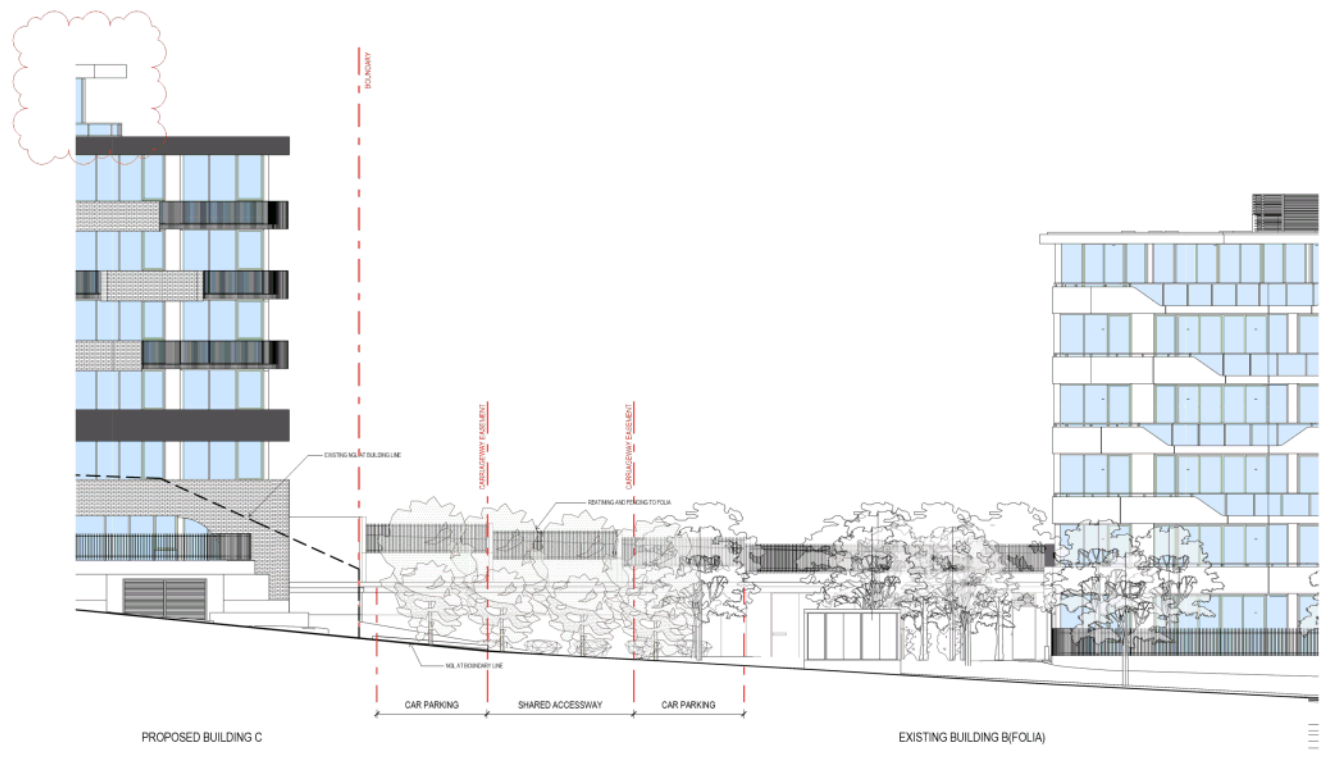 BOUNDARY
CARRIAGEWAY EASEMENT
CARRIAGEWAY EASEMENT
EXISTING NGL AT BUILDING LINE
REATINING AND FENCING TO FOLIA
NGL AT BOUNDARY LINE
CAR PARKING
SHARED ACCESSWAY
CAR PARKING
PROPOSED BUILDING C
EXISTING BUILDING B(FOLIA)